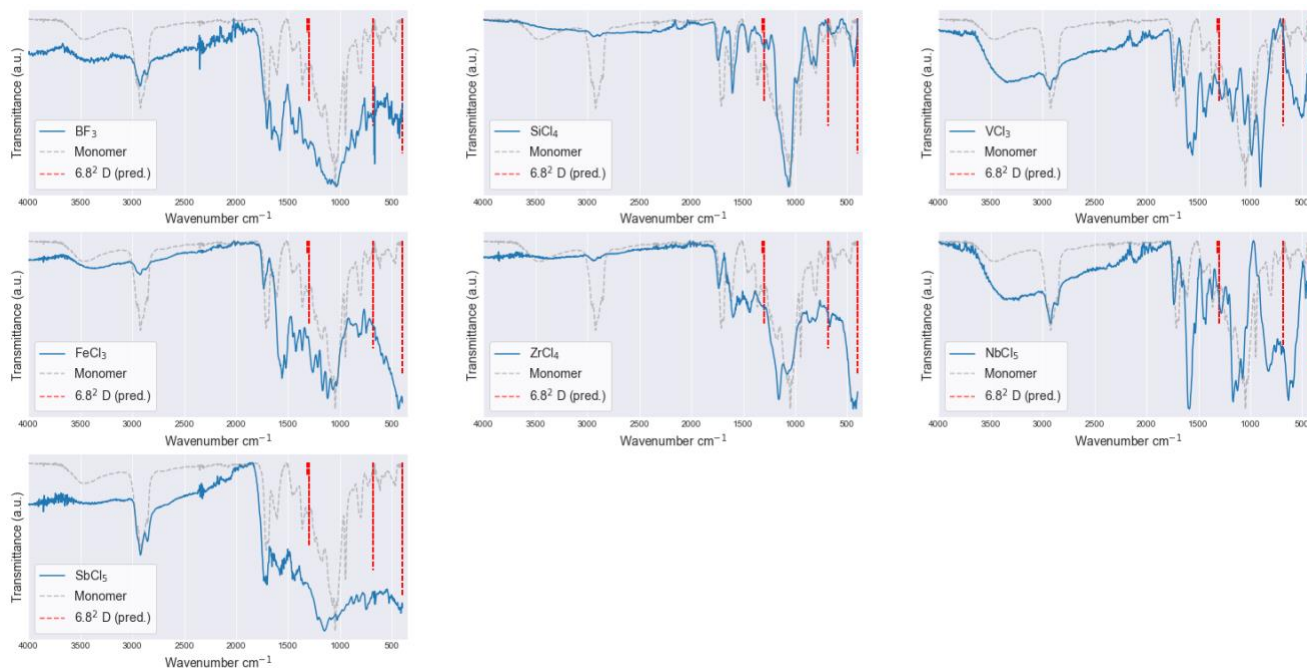 Transmittance (a.u.)
BF₃
Monomer
6.8² D (pred.)
4000 3500 3000 2500 2000 1500 1000 500
Wavenumber cm⁻¹
Transmittance (a.u.)
SiCl₄
Monomer
6.8² D (pred.)
4000 3500 3000 2500 2000 1500 1000 500
Wavenumber cm⁻¹
Transmittance (a.u.)
VCl₃
Monomer
6.8² D (pred.)
4000 3500 3000 2500 2000 1500 1000 500
Wavenumber cm⁻¹
Transmittance (a.u.)
FeCl₃
Monomer
6.8² D (pred.)
4000 3500 3000 2500 2000 1500 1000 500
Wavenumber cm⁻¹
Transmittance (a.u.)
ZrCl₄
Monomer
6.8² D (pred.)
4000 3500 3000 2500 2000 1500 1000 500
Wavenumber cm⁻¹
Transmittance (a.u.)
NbCl₅
Monomer
6.8² D (pred.)
4000 3500 3000 2500 2000 1500 1000 500
Wavenumber cm⁻¹
Transmittance (a.u.)
SbCl₅
Monomer
6.8² D (pred.)
4000 3500 3000 2500 2000 1500 1000 500
Wavenumber cm⁻¹